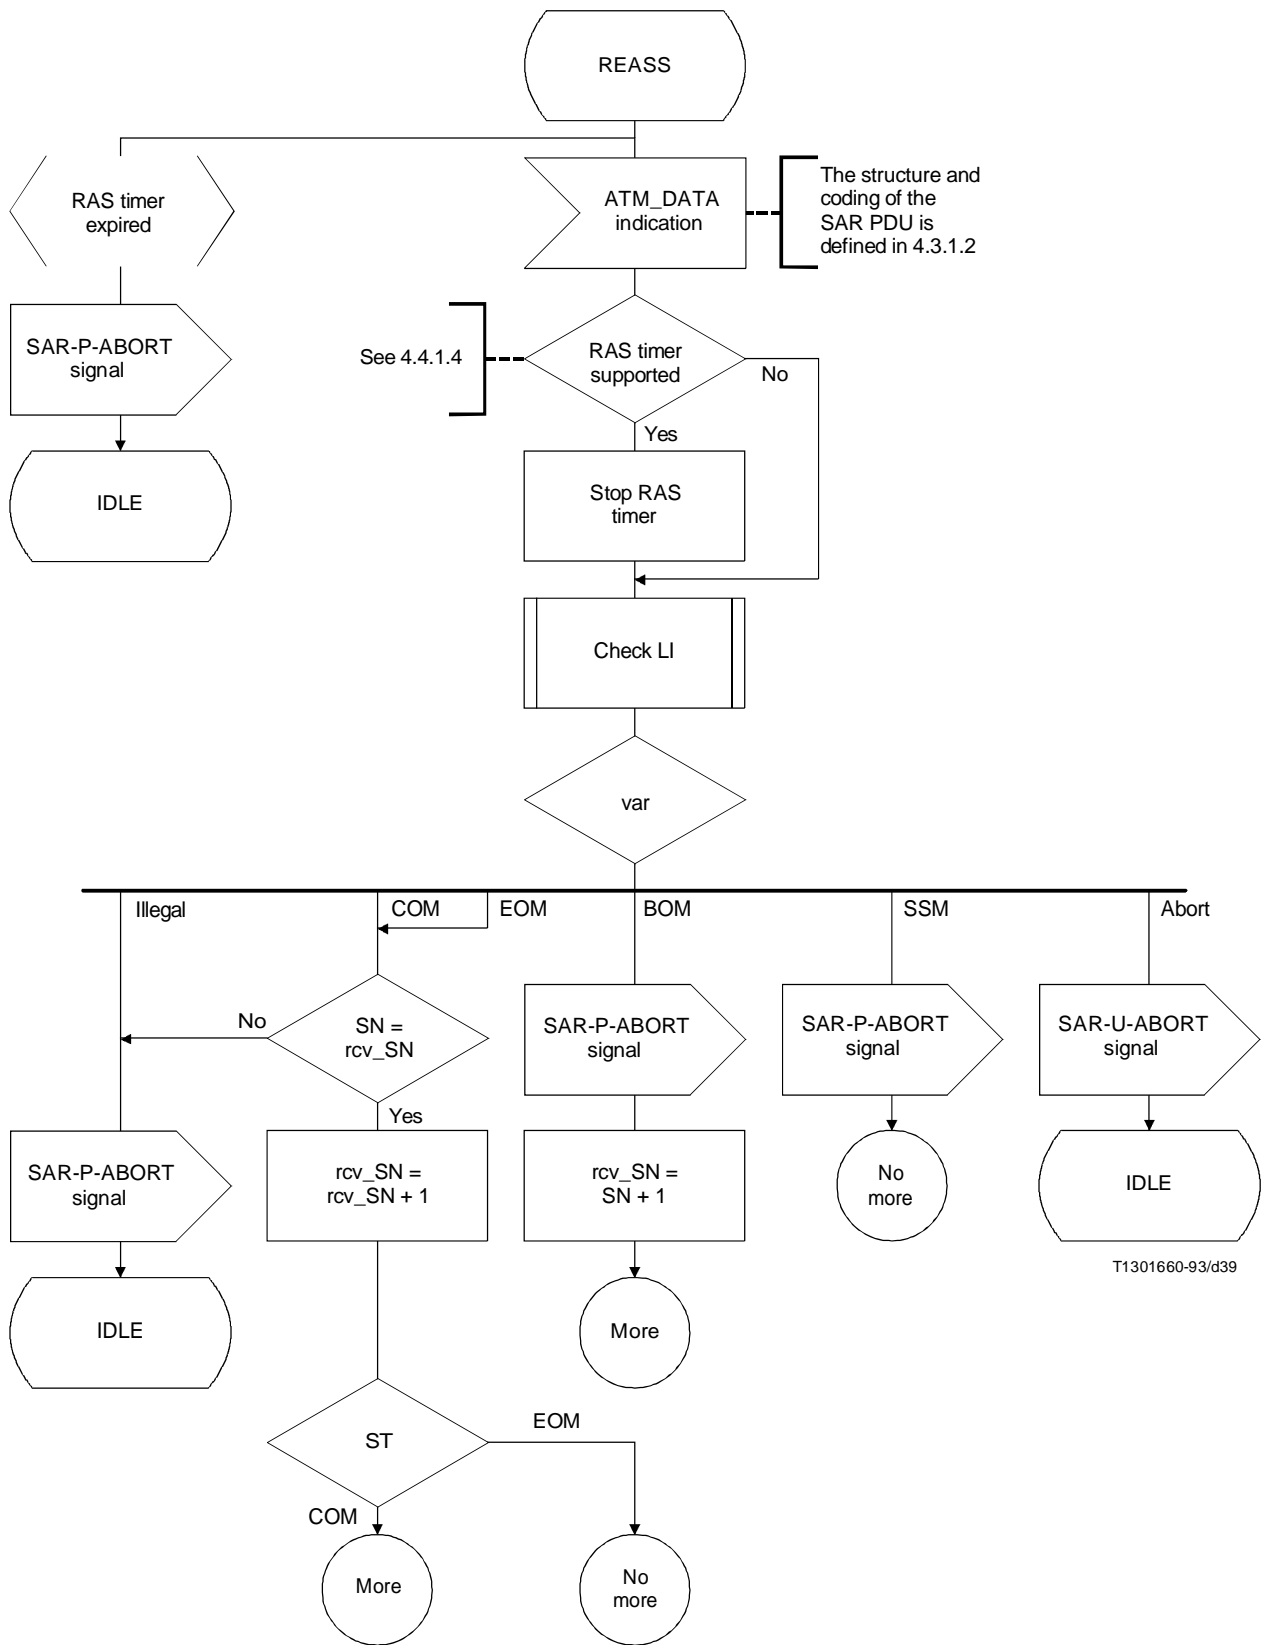 REASS
RAS timer
expired
ATM_DATA
indication
The structure and
coding of the
SAR PDU is
defined in 4.3.1.2
SAR-P-ABORT
signal
See 4.4.1.4
RAS timer
supported
No
Yes
IDLE
Stop RAS
timer
Check LI
var
Illegal
COM
EOM
BOM
SSM
Abort
No
SN =
rcv_SN
SAR-P-ABORT
signal
SAR-P-ABORT
signal
SAR-U-ABORT
signal
Yes
SAR-P-ABORT
signal
rcv_SN =
rcv_SN + 1
rcv_SN =
SN + 1
No
more
IDLE
T1301660-93/d39
IDLE
More
ST
EOM
COM
More
No
more